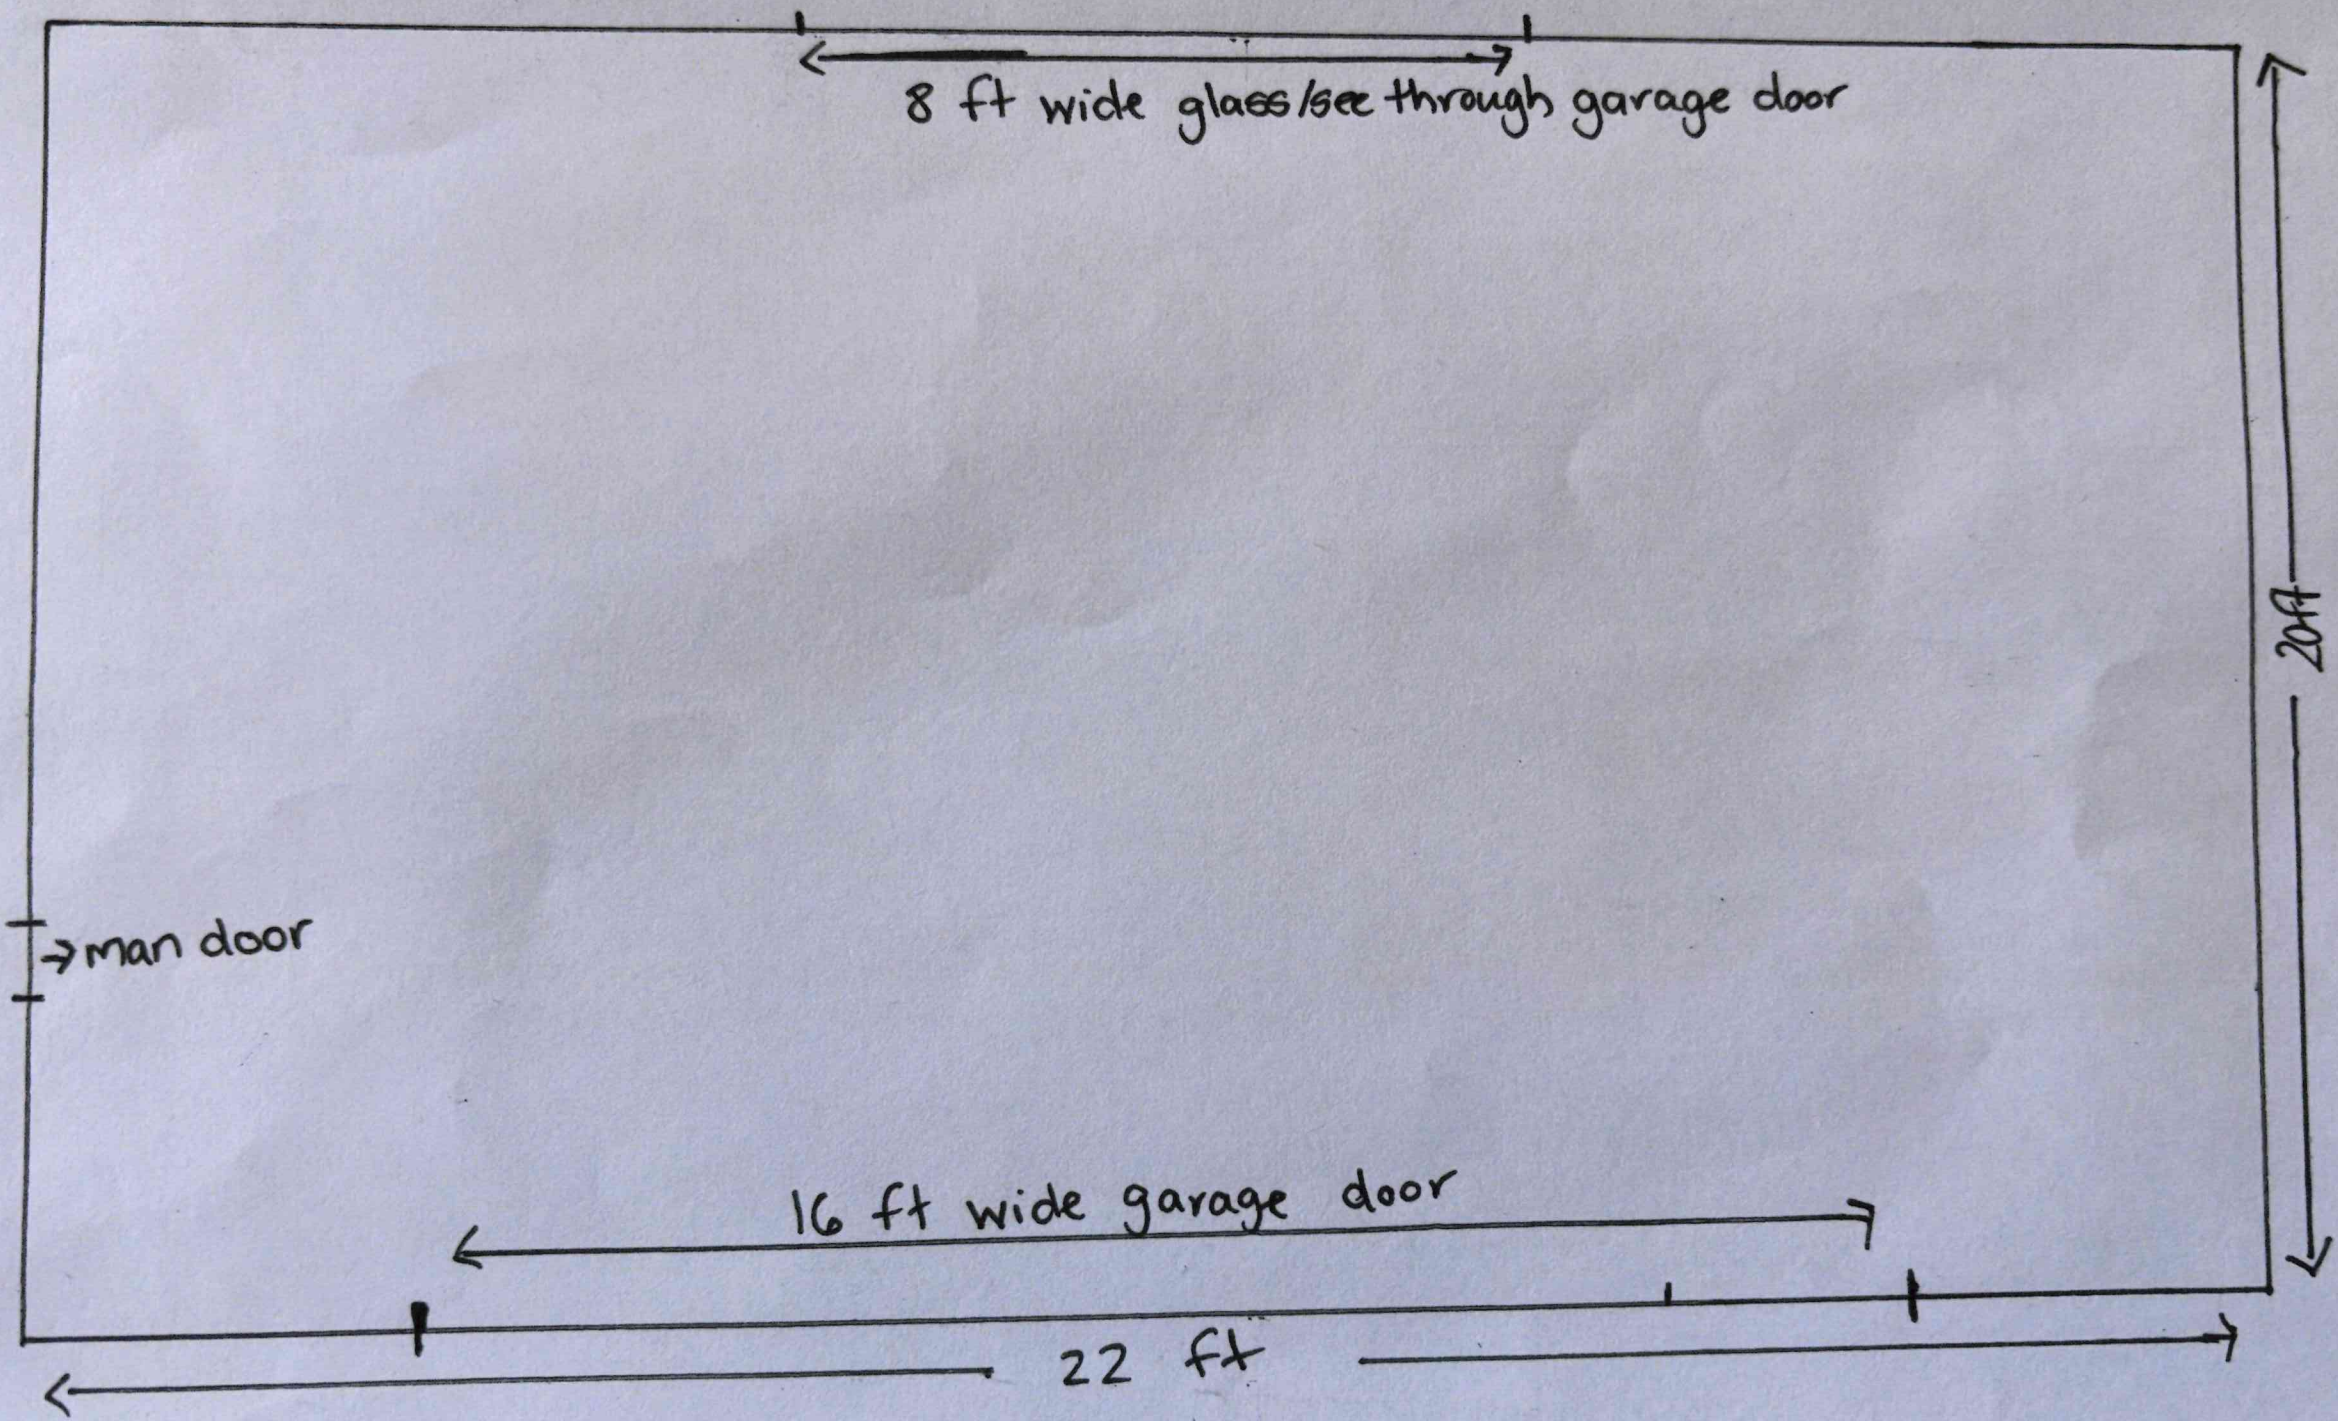 8 ft wide glass/see through garage door
20ft
→man door
16 ft wide garage door
22 ft